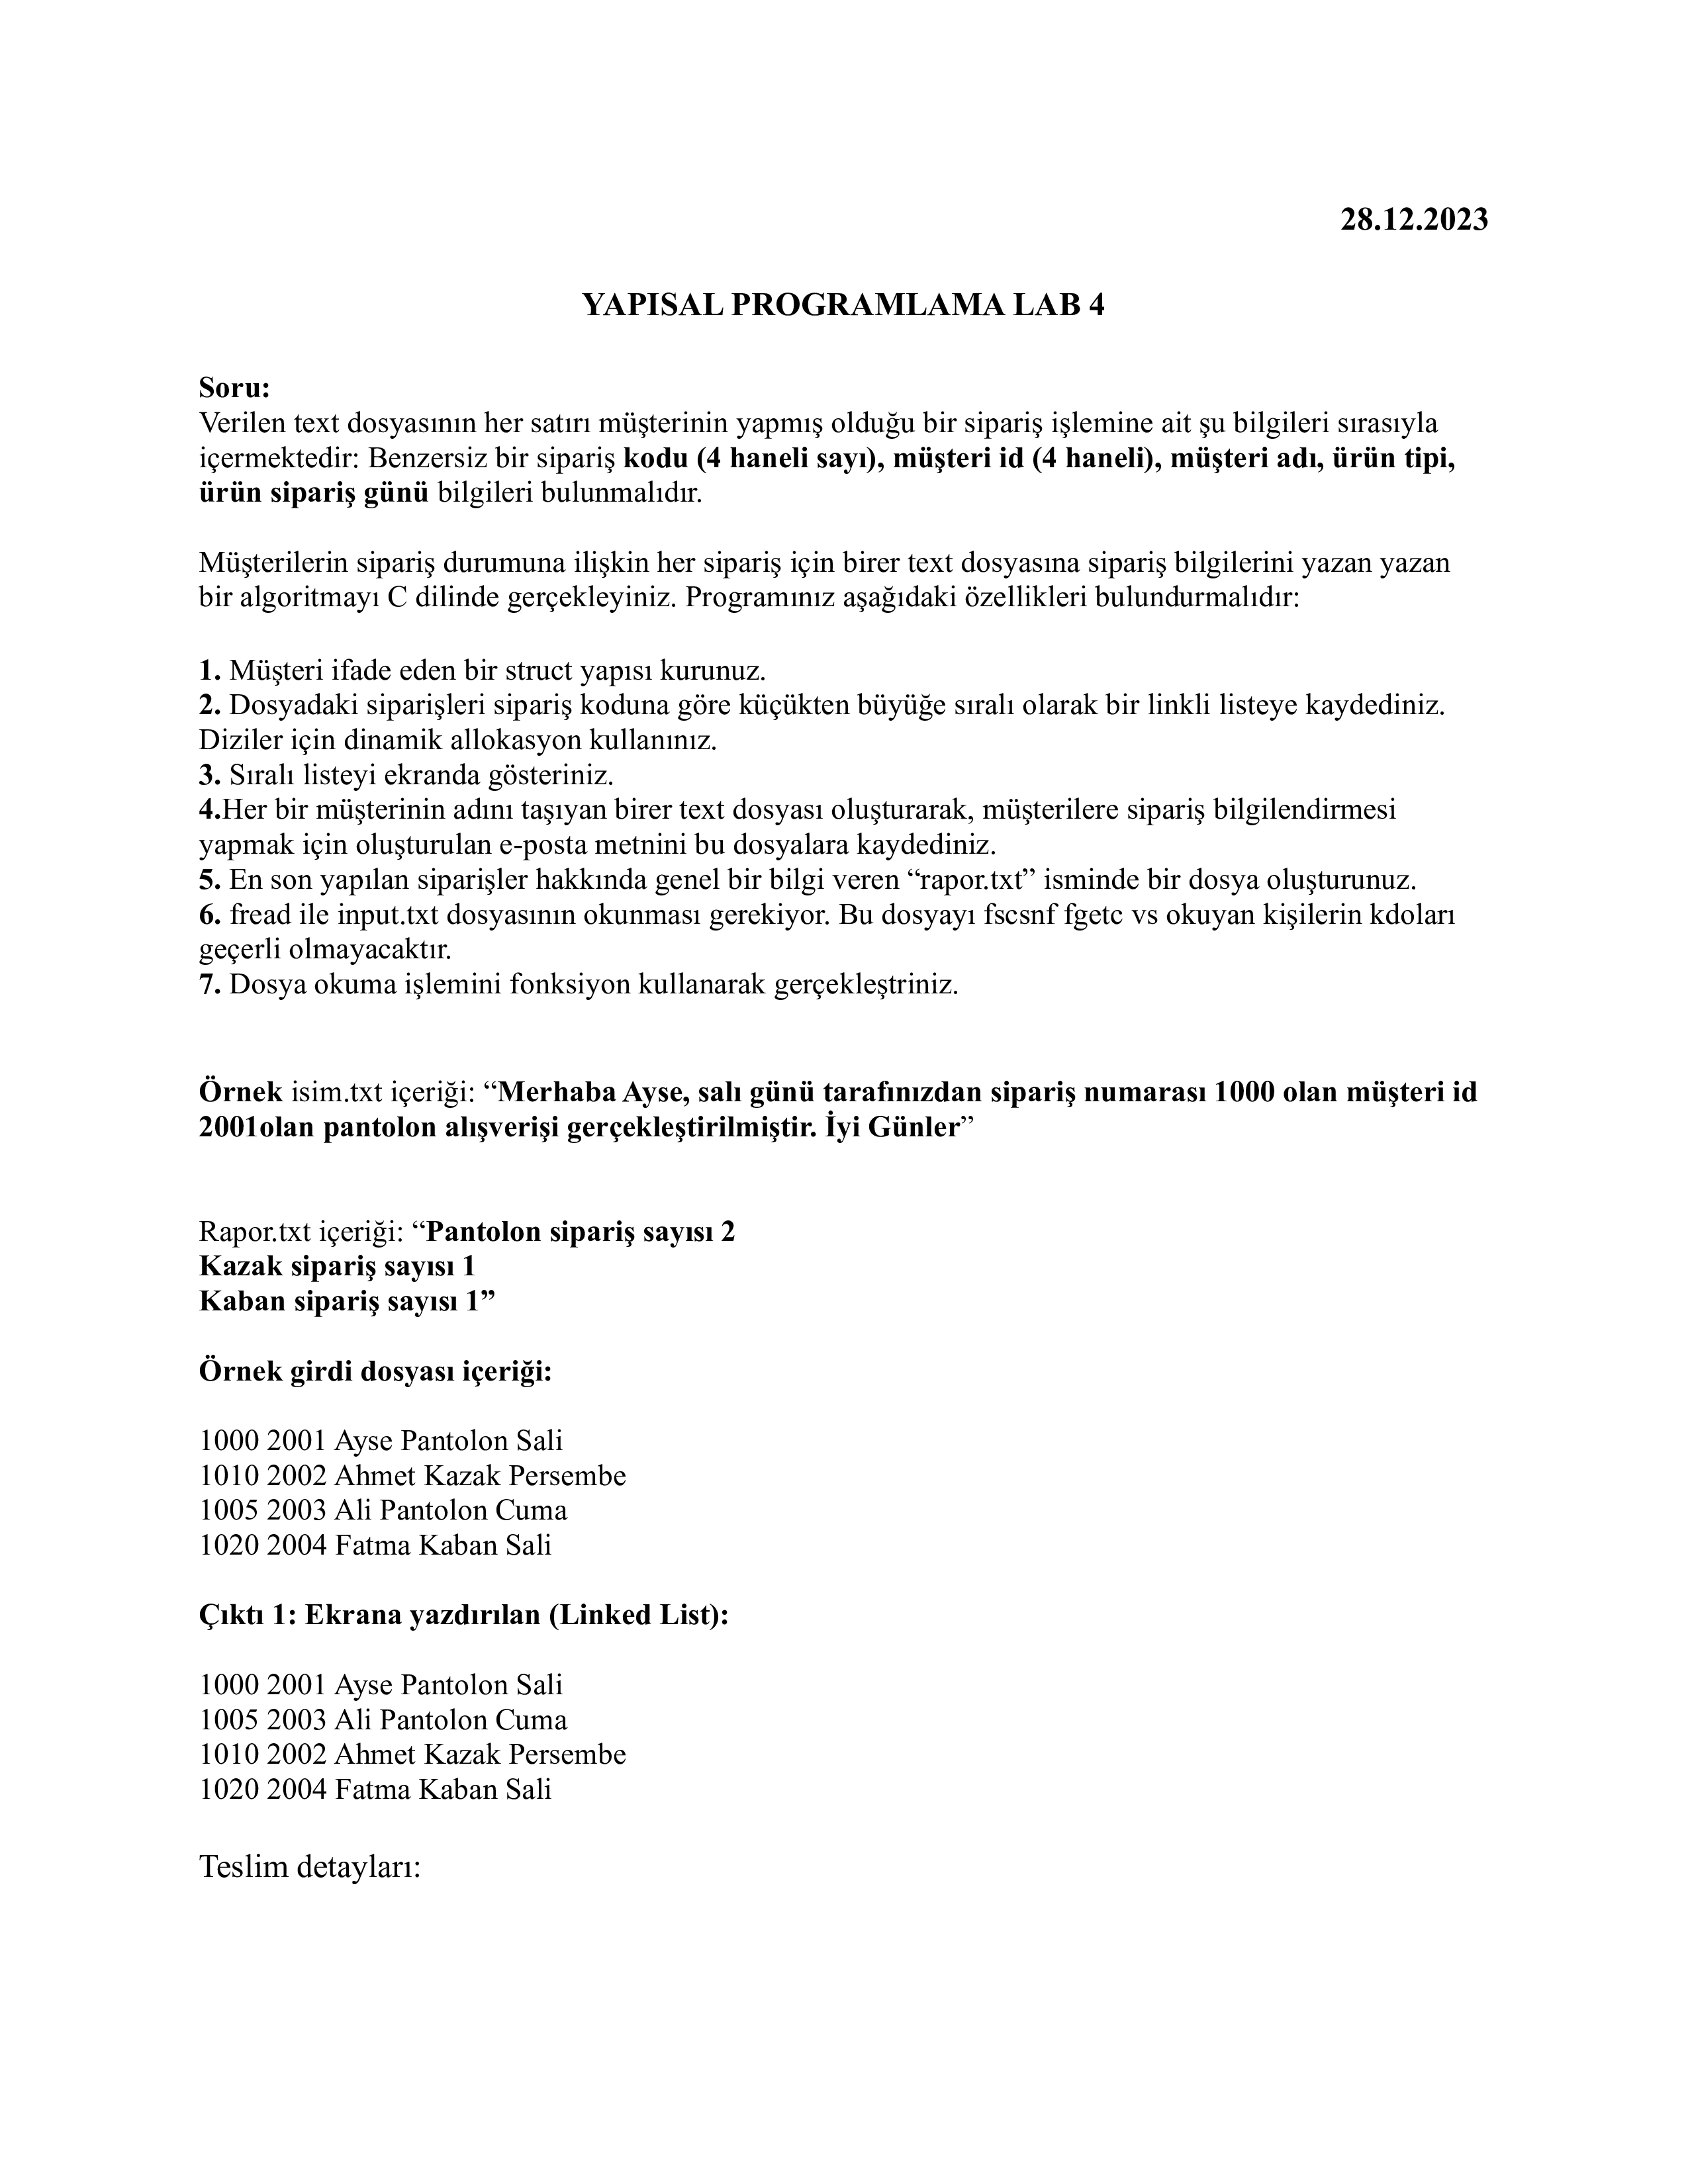 28.12.2023
YAPISAL PROGRAMLAMA LAB 4
Soru:
Verilen text dosyasının her satırı müşterinin yapmış olduğu bir sipariş işlemine ait şu bilgileri sırasıyla
içermektedir: Benzersiz bir sipariş kodu (4 haneli sayı), müşteri id (4 haneli), müşteri adı, ürün tipi,
ürün sipariş günü bilgileri bulunmalıdır.
Müşterilerin sipariş durumuna ilişkin her sipariş için birer text dosyasına sipariş bilgilerini yazan yazan
bir algoritmayı C dilinde gerçekleyiniz. Programınız aşağıdaki özellikleri bulundurmalıdır:
1. Müşteri ifade eden bir struct yapısı kurunuz.
2. Dosyadaki siparişleri sipariş koduna göre küçükten büyüğe sıralı olarak bir linkli listeye kaydediniz.
Diziler için dinamik allokasyon kullanınız.
3. Sıralı listeyi ekranda gösteriniz.
4.Her bir müşterinin adını taşıyan birer text dosyası oluşturarak, müşterilere sipariş bilgilendirmesi
yapmak için oluşturulan e-posta metnini bu dosyalara kaydediniz.
5. En son yapılan siparişler hakkında genel bir bilgi veren “rapor.txt” isminde bir dosya oluşturunuz.
6. fread ile input.txt dosyasının okunması gerekiyor. Bu dosyayı fscsnf fgetc vs okuyan kişilerin kdoları
geçerli olmayacaktır.
7. Dosya okuma işlemini fonksiyon kullanarak gerçekleştriniz.
Örnek isim.txt içeriği: “Merhaba Ayse, salı günü tarafınızdan sipariş numarası 1000 olan müşteri id
2001olan pantolon alışverişi gerçekleştirilmiştir. İyi Günler”
Rapor.txt içeriği: “Pantolon sipariş sayısı 2
Kazak sipariş sayısı 1
Kaban sipariş sayısı 1”
Örnek girdi dosyası içeriği:
1000 2001 Ayse Pantolon Sali
1010 2002 Ahmet Kazak Persembe
1005 2003 Ali Pantolon Cuma
1020 2004 Fatma Kaban Sali
Çıktı 1: Ekrana yazdırılan (Linked List):
1000 2001 Ayse Pantolon Sali
1005 2003 Ali Pantolon Cuma
1010 2002 Ahmet Kazak Persembe
1020 2004 Fatma Kaban Sali
Teslim detayları: